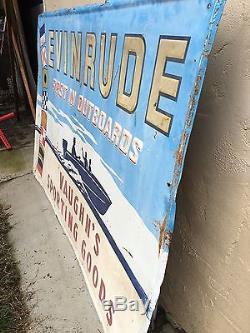 EVINRUDE
FIRST IN OUTBOARDS
VAUGHN'S
SPORTING GOODS